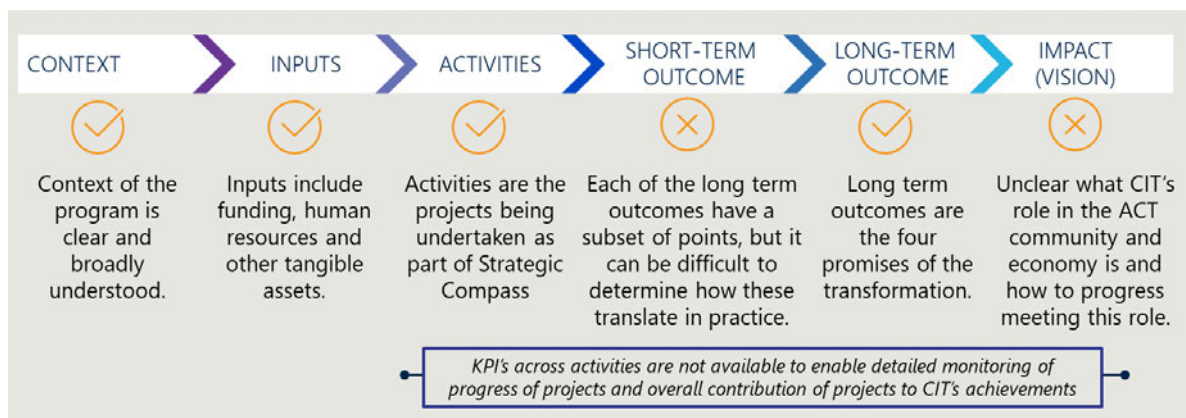 CONTEXT
INPUTS
ACTIVITIES
SHORT-TERM
OUTCOME
LONG-TERM
OUTCOME
IMPACT
(VISION)
Context of the
program is
clear and
broadly
understood.
Inputs include
funding, human
resources and
other tangible
assets.
Activities are the
projects being
undertaken as
part of Strategic
Compass
Each of the long term
outcomes have a
subset of points, but it
can be difficult to
determine how these
translate in practice.
Long term
outcomes are
the four
promises of the
transformation.
Unclear what CIT's
role in the ACT
community and
economy is and
how to progress
meeting this role.
KPI's across activities are not available to enable detailed monitoring of
progress of projects and overall contribution of projects to CIT's achievements